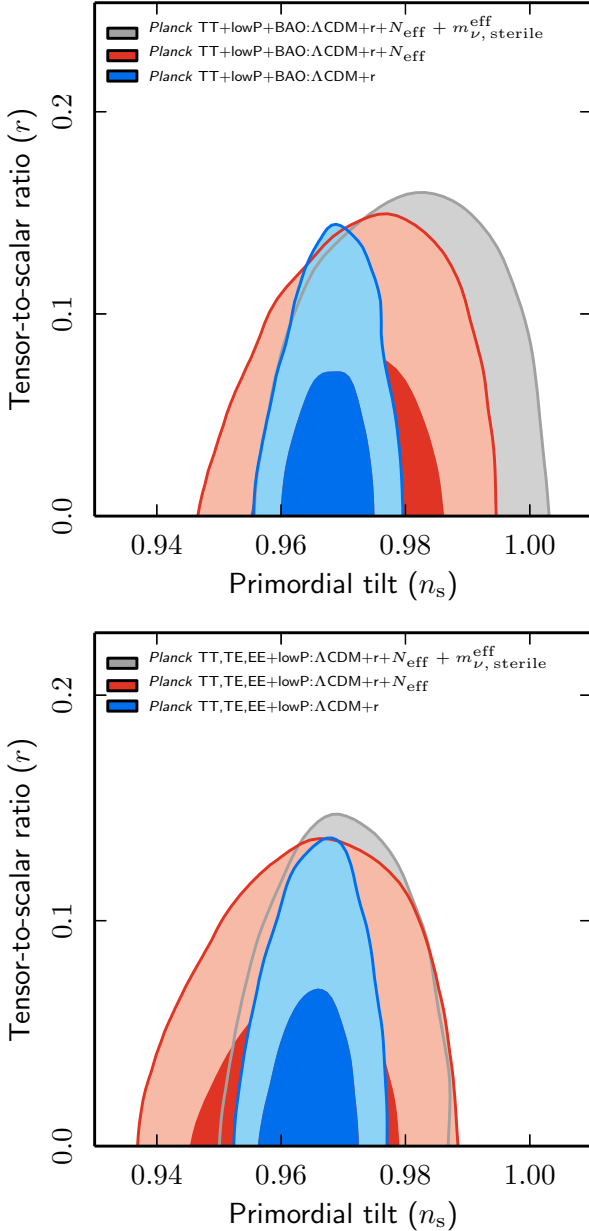 Planck TT+lowP+BAO:ΛCDM+r+N_eff + m^eff_ν, sterile
Planck TT+lowP+BAO:ΛCDM+r+N_eff
Planck TT+lowP+BAO:ΛCDM+r
Tensor-to-scalar ratio (r)
0.2
0.1
0.0
0.94 0.96 0.98 1.00
Primordial tilt (n_s)
Planck TT,TE,EE+lowP:ΛCDM+r+N_eff + m^eff_ν, sterile
Planck TT,TE,EE+lowP:ΛCDM+r+N_eff
Planck TT,TE,EE+lowP:ΛCDM+r
Tensor-to-scalar ratio (r)
0.2
0.1
0.0
0.94 0.96 0.98 1.00
Primordial tilt (n_s)